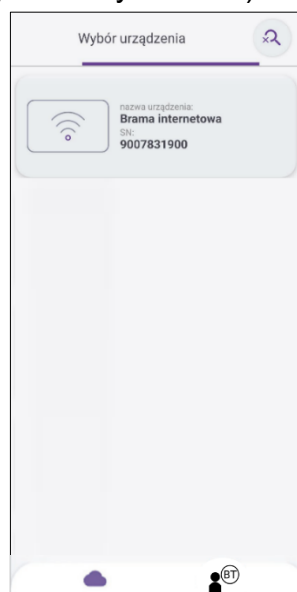 Wybór urządzenia
nazwa urządzenia:
Brama internetowa
SN:
9007831900
BT